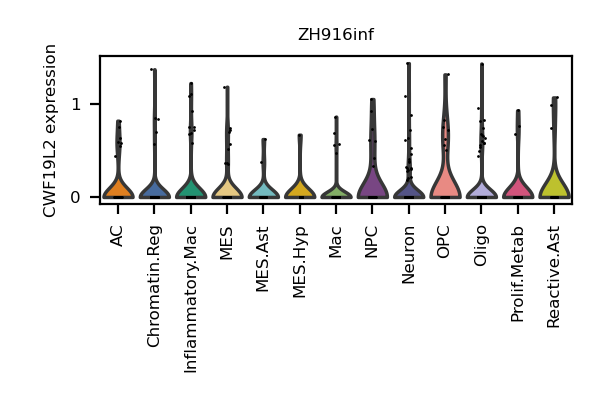 ZH916inf
CWF19L2 expression
1
0
AC
Chromatin.Reg
Inflammatory.Mac
MES
MES.Ast
MES.Hyp
Mac
NPC
Neuron
OPC
Oligo
Prolif.Metab
Reactive.Ast